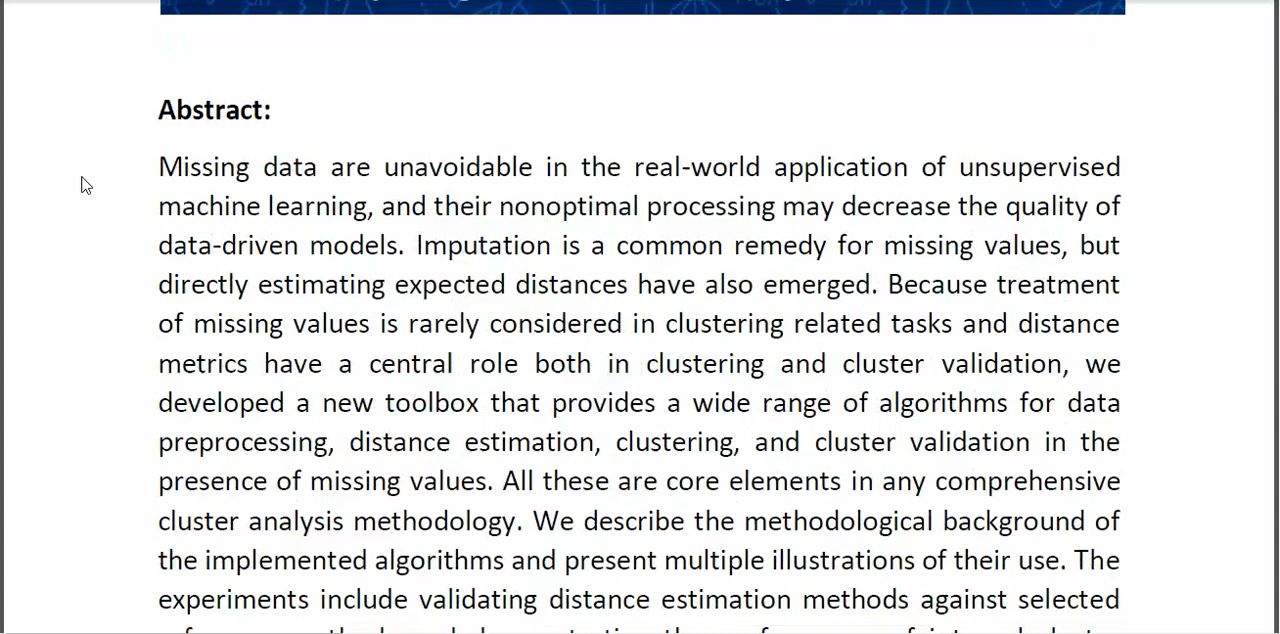 Abstract:
Missing data are unavoidable in the real-world application of unsupervised
machine learning, and their nonoptimal processing may decrease the quality of
data-driven models. Imputation is a common remedy for missing values, but
directly estimating expected distances have also emerged. Because treatment
of missing values is rarely considered in clustering related tasks and distance
metrics have a central role both in clustering and cluster validation, we
developed a new toolbox that provides a wide range of algorithms for data
preprocessing, distance estimation, clustering, and cluster validation in the
presence of missing values. All these are core elements in any comprehensive
cluster analysis methodology. We describe the methodological background of
the implemented algorithms and present multiple illustrations of their use. The
experiments include validating distance estimation methods against selected